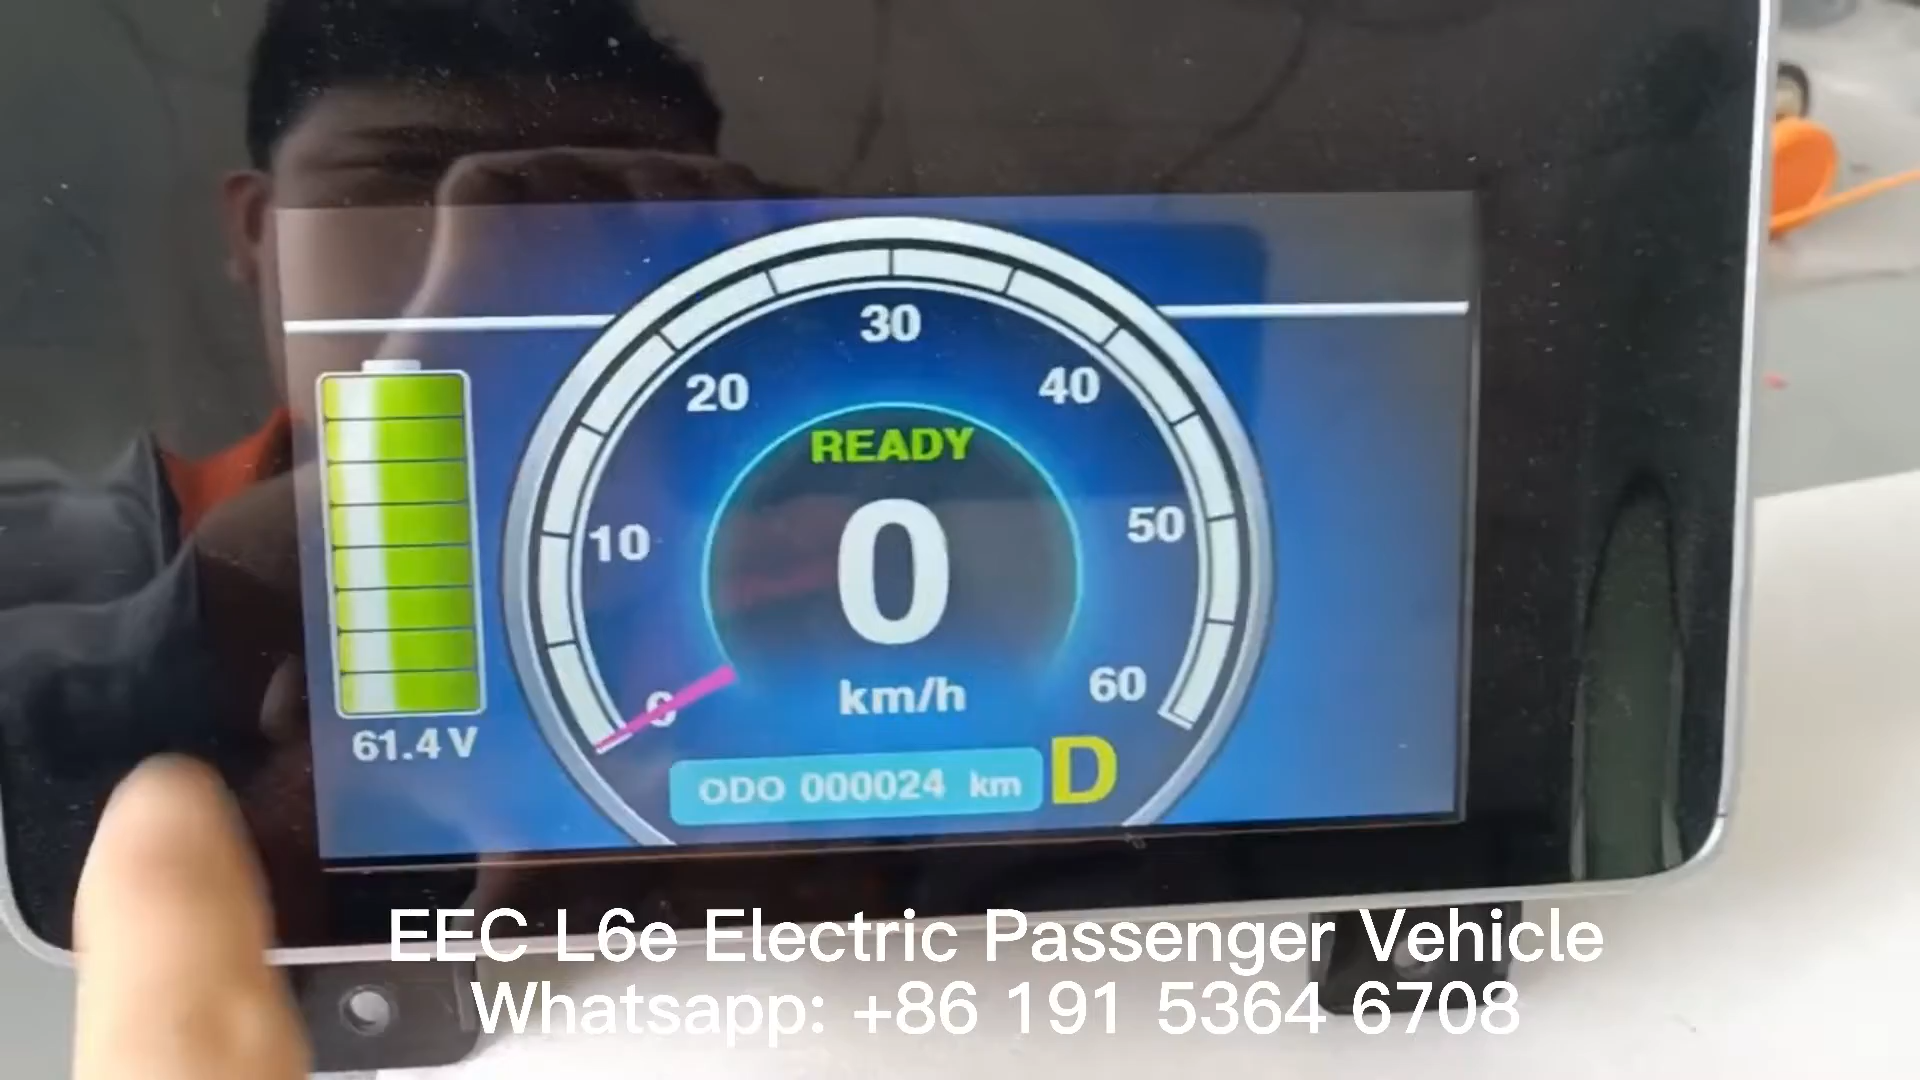 30
20
40
READY
10
0
50
0
60
km/h
61.4 V
ODO 000024 km
D
EEC L6e Electric Passenger Vehicle
Whatsapp: +86 191 5364 6708